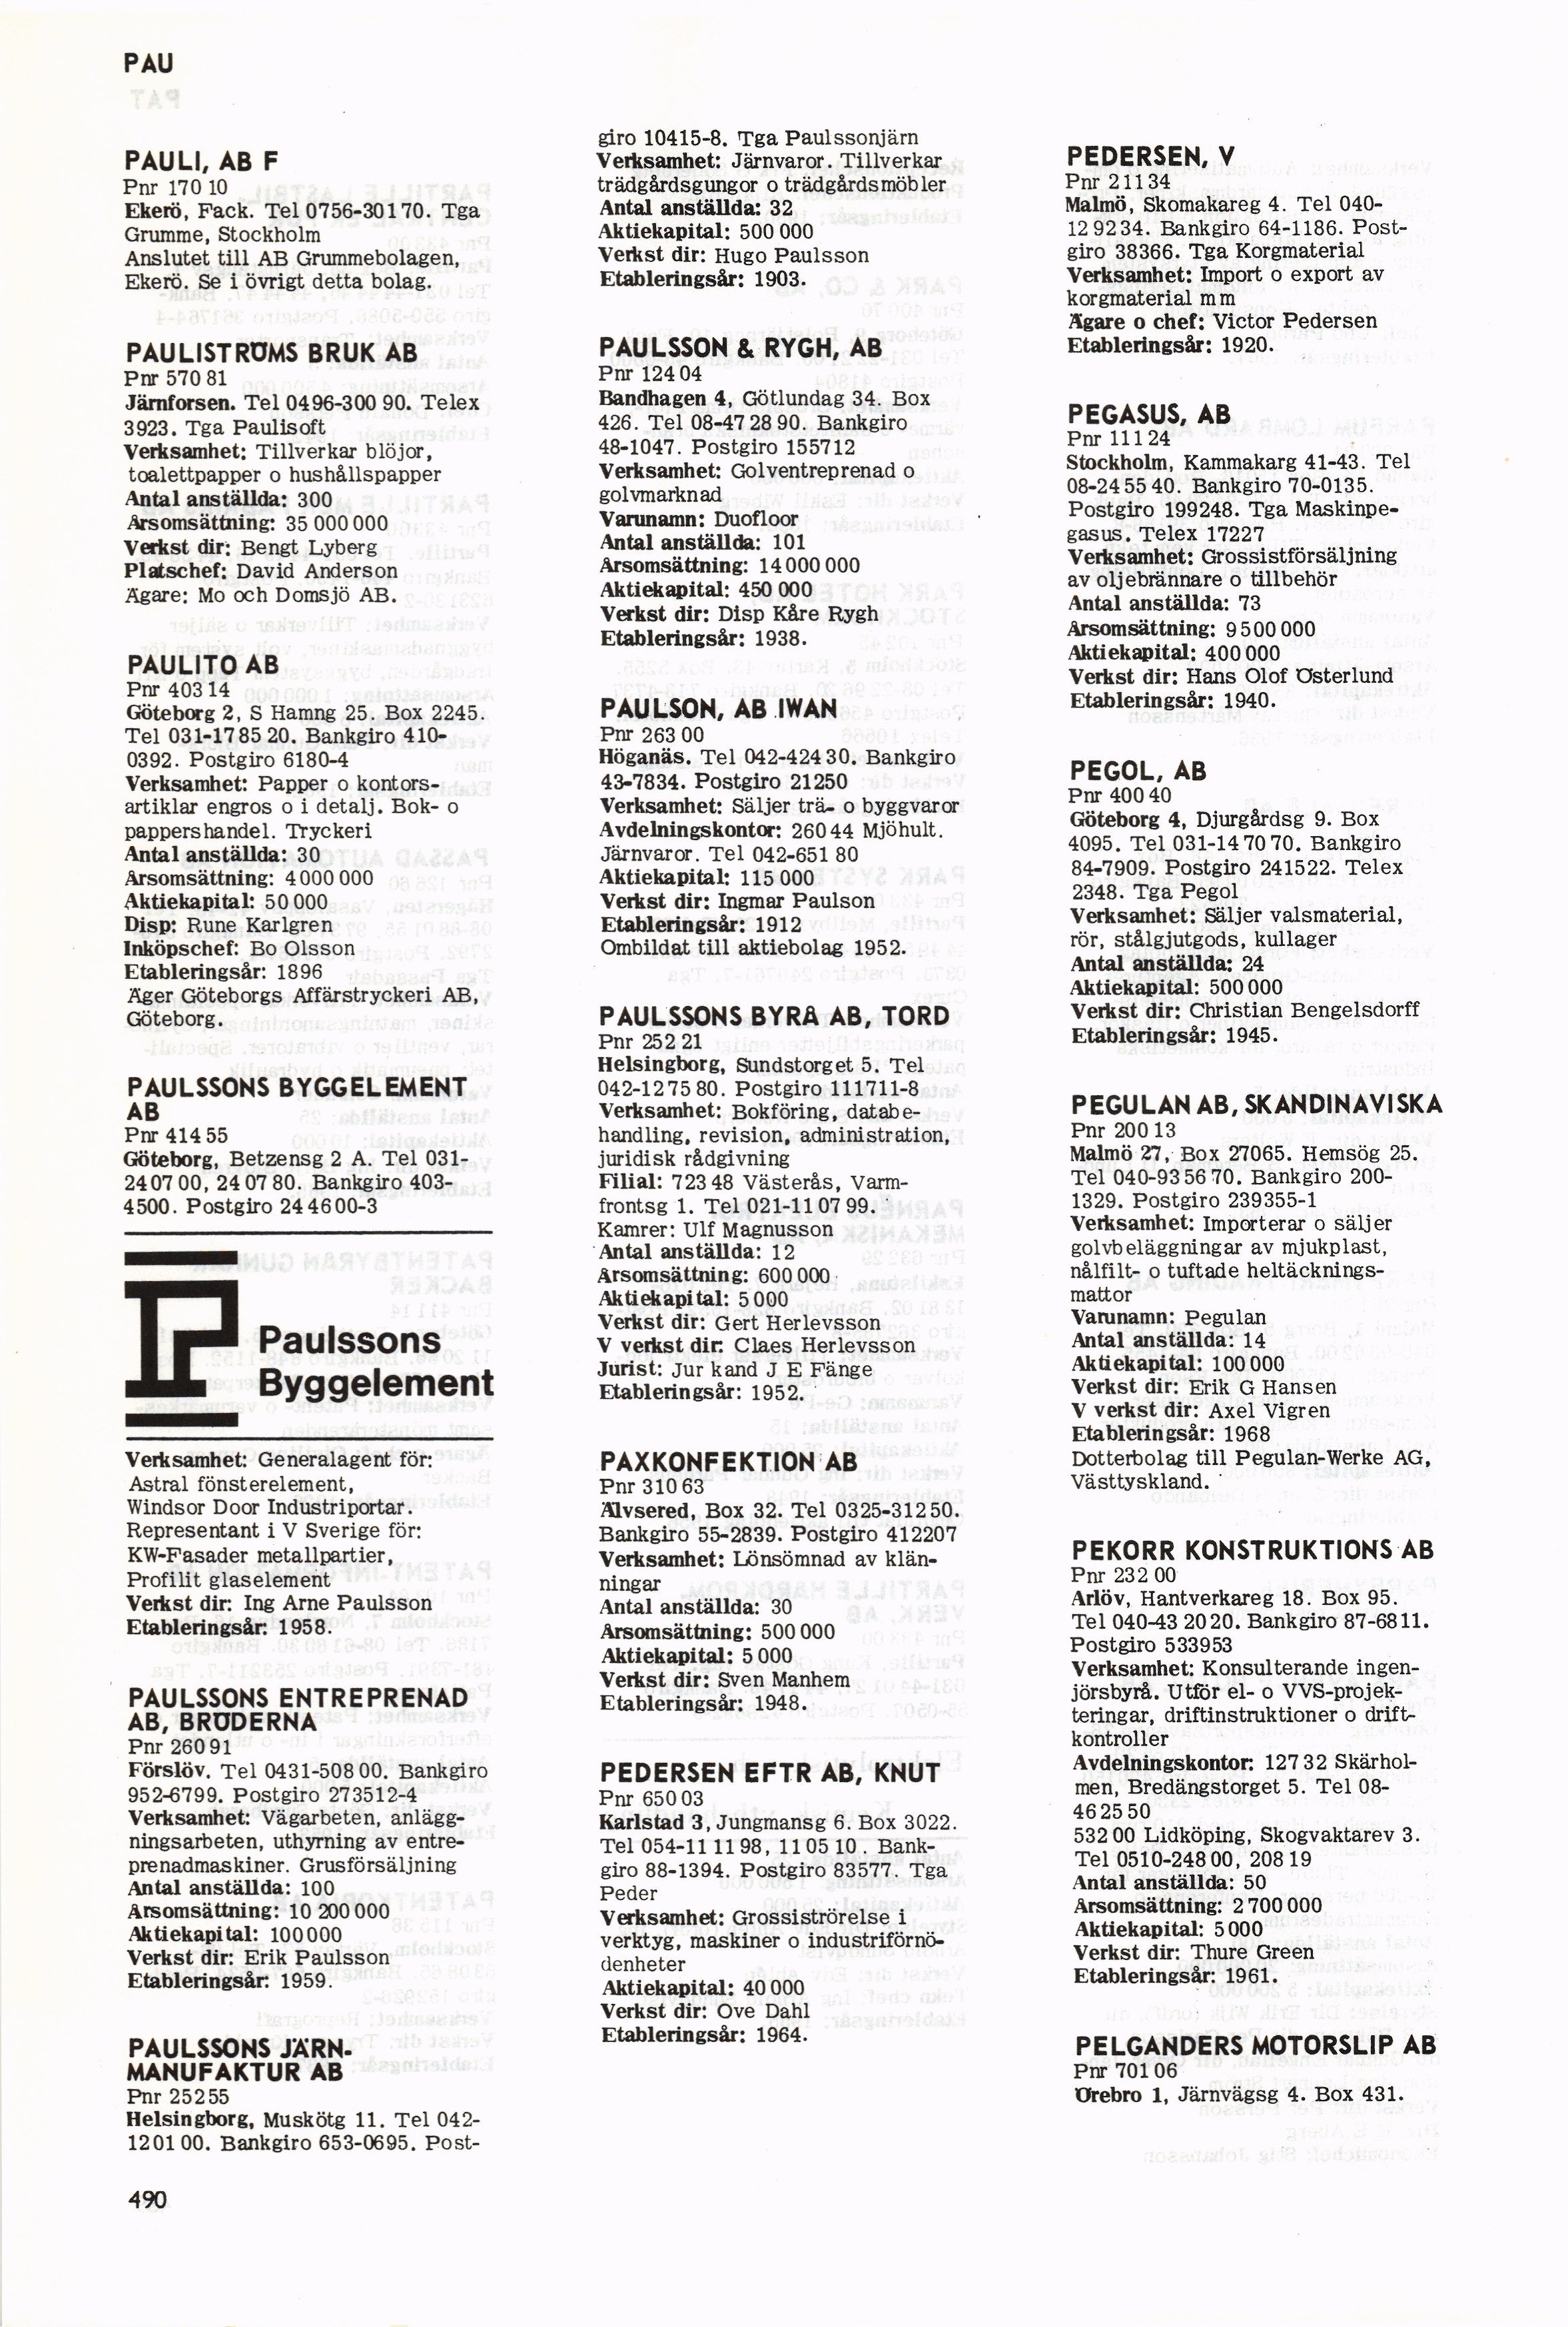 PAU
PAULI, AB F
Pnr 170 10
Ekerö, Fack. Tel 0756-301 70. Tga
Grumme, Stockholm
Anslutet till AB Grummebolagen,
Ekerö. Se i övrigt detta bolag.
PAULISTRÖMS BRUK AB
Pnr 570 81
Järnforsen. Tel 0496-300 90. Telex
3923. Tga Paulisoft
Verksamhet: Tillverkar blöjor,
toalettpapper o hushållspapper
Antal anställda: 300
Årsomsättning: 35 000 000
Verkst dir: Bengt Lyberg
Platschef: David Anderson
Ägare: Mo och Domsjö AB.
PAULITO AB
Pnr 403 14
Göteborg 2, S Hamng 25. Box 2245.
Tel 031-17 85 20. Bankgiro 410-
0392. Postgiro 6180-4
Verksamhet: Papper o kontors-
artiklar engros o i detalj. Bok- o
pappershandel. Tryckeri
Antal anställda: 30
Årsomsättning: 4 000 000
Aktiekapital: 50 000
Disp: Rune Karlgren
Inköpschef: Bo Olsson
Etableringsår: 1896
Äger Göteborgs Affärstryckeri AB,
Göteborg.
PAULSSONS BYGGELEMENT
AB
Pnr 414 55
Göteborg, Betzensg 2 A. Tel 031-
24 07 00, 24 07 80. Bankgiro 403-
4500. Postgiro 24 46 00-3
Paulssons
Byggelement
Verksamhet: Generalagent för:
Astral fönsterelement,
Windsor Door Industriportar.
Representant i V Sverige för:
KW-Fasader metallpartier,
Profilit glaselement
Verkst dir: Ing Arne Paulsson
Etableringsår: 1958.
PAULSSONS ENTREPRENAD
AB, BRÖDERNA
Pnr 260 91
Förslöv. Tel 0431-508 00. Bankgiro
952-6799. Postgiro 273512-4
Verksamhet: Vägarbeten, anlägg-
ningsarbeten, uthyrning av entre-
prenadmaskiner. Grusförsäljning
Antal anställda: 100
Årsomsättning: 10 200 000
Aktiekapital: 100 000
Verkst dir: Erik Paulsson
Etableringsår: 1959.
PAULSSONS JÄRN-
MANUFAKTUR AB
Pnr 252 55
Helsingborg, Muskötg 11. Tel 042-
12 01 00. Bankgiro 653-0695. Post-
490
giro 10415-8. Tga Paulssonjärn
Verksamhet: Järnvaror. Tillverkar
trädgårdsgungor o trädgårdsmöbler
Antal anställda: 32
Aktiekapital: 500 000
Verkst dir: Hugo Paulsson
Etableringsår: 1903.
PAULSSON & RYGH, AB
Pnr 124 04
Bandhagen 4, Götlundag 34. Box
426. Tel 08-47 28 90. Bankgiro
48-1047. Postgiro 155712
Verksamhet: Golventreprenad o
golvmarknad
Varunamn: Duofloor
Antal anställda: 101
Årsomsättning: 14 000 000
Aktiekapital: 450 000
Verkst dir: Disp Kåre Rygh
Etableringsår: 1938.
PAULSON, AB IWAN
Pnr 263 00
Höganäs. Tel 042-424 30. Bankgiro
43-7834. Postgiro 21250
Verksamhet: Säljer trä- o byggvaror
Avdelningskontor: 260 44 Mjöhult.
Järnvaror. Tel 042-651 80
Aktiekapital: 115 000
Verkst dir: Ingmar Paulson
Etableringsår: 1912
Ombildat till aktiebolag 1952.
PAULSSONS BYRÅ AB, TORD
Pnr 252 21
Helsingborg, Sundstorget 5. Tel
042-12 75 80. Postgiro 111711-8
Verksamhet: Bokföring, databe-
handling, revision, administration,
juridisk rådgivning
Filial: 723 48 Västerås, Varm-
frontsg 1. Tel 021-11 07 99.
Kamrer: Ulf Magnusson
Antal anställda: 12
Årsomsättning: 600 000
Aktiekapital: 5 000
Verkst dir: Gert Herlevsson
V verkst dir: Claes Herlevsson
Jurist: Jur kand J E Fänge
Etableringsår: 1952.
PAXKONFEKTION AB
Pnr 310 63
Älvsered, Box 32. Tel 0325-312 50.
Bankgiro 55-2839. Postgiro 412207
Verksamhet: Lönsömnad av klän-
ningar
Antal anställda: 30
Årsomsättning: 500 000
Aktiekapital: 5 000
Verkst dir: Sven Manhem
Etableringsår: 1948.
PEDERSEN EFTR AB, KNUT
Pnr 650 03
Karlstad 3, Jungmansg 6. Box 3022.
Tel 054-11 11 98, 11 05 10. Bank-
giro 88-1394. Postgiro 83577. Tga
Peder
Verksamhet: Grossiströrelse i
verktyg, maskiner o industriförnö-
denheter
Aktiekapital: 40 000
Verkst dir: Ove Dahl
Etableringsår: 1964.
PEDERSEN, V
Pnr 211 34
Malmö, Skomakareg 4. Tel 040-
12 92 34. Bankgiro 64-1186. Post-
giro 38366. Tga Korgmaterial
Verksamhet: Import o export av
korgmaterial mm
Ägare o chef: Victor Pedersen
Etableringsår: 1920.
PEGASUS, AB
Pnr 111 24
Stockholm, Kammakarg 41-43. Tel
08-24 55 40. Bankgiro 70-0135.
Postgiro 199248. Tga Maskinpe-
gasus. Telex 17227
Verksamhet: Grossistförsäljning
av oljebrännare o tillbehör
Antal anställda: 73
Årsomsättning: 9 500 000
Aktiekapital: 400 000
Verkst dir: Hans Olof Österlund
Etableringsår: 1940.
PEGOL, AB
Pnr 400 40
Göteborg 4, Djurgårdsg 9. Box
4095. Tel 031-14 70 70. Bankgiro
84-7909. Postgiro 241522. Telex
2348. Tga Pegol
Verksamhet: Säljer valsmaterial,
rör, stålgjutgods, kullager
Antal anställda: 24
Aktiekapital: 500 000
Verkst dir: Christian Bengelsdorff
Etableringsår: 1945.
PEGULAN AB, SKANDINAVISKA
Pnr 200 13
Malmö 27, Box 27065. Hemsög 25.
Tel 040-93 56 70. Bankgiro 200-
1329. Postgiro 239355-1
Verksamhet: Importerar o säljer
golvbeläggningar av mjukplast,
nålfilt- o tuftade heltäcknings-
mattor
Varunamn: Pegulan
Antal anställda: 14
Aktiekapital: 100 000
Verkst dir: Erik G Hansen
V verkst dir: Axel Vigren
Etableringsår: 1968
Dotterbolag till Pegulan-Werke AG,
Västtyskland.
PEKORR KONSTRUKTIONS AB
Pnr 232 00
Arlöv, Hantverkareg 18. Box 95.
Tel 040-43 20 20. Bankgiro 87-6811.
Postgiro 533953
Verksamhet: Konsulterande ingen-
jörsbyrå. Utför el- o VVS-projek-
teringar, driftinstruktioner o drift-
kontroller
Avdelningskontor: 127 32 Skärhol-
men, Bredängstorget 5. Tel 08-
46 25 50
532 00 Lidköping, Skogvaktarev 3.
Tel 0510-248 00, 208 19
Antal anställda: 50
Årsomsättning: 2 700 000
Aktiekapital: 5 000
Verkst dir: Thure Green
Etableringsår: 1961.
PELGANDERS MOTORSLIP AB
Pnr 701 06
Örebro 1, Järnvägsg 4. Box 431.